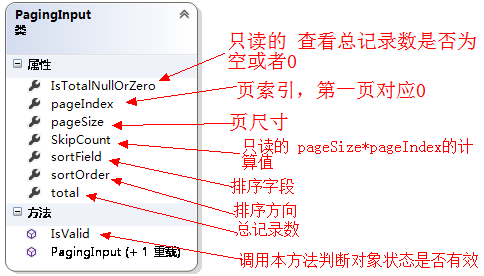 PagingInput
类
属性
IsTotalNullOrZero
pageIndex
pageSize
SkipCount
sortField
sortOrder
total
方法
IsValid
PagingInput (+ 1 重载)
只读的 查看总记录数是否为
空或者0
页索引，第一页对应0
页尺寸
只读的 pageSize*pageIndex的计
算值
排序字段
排序方向
总记录数
调用本方法判断对象状态是否有效